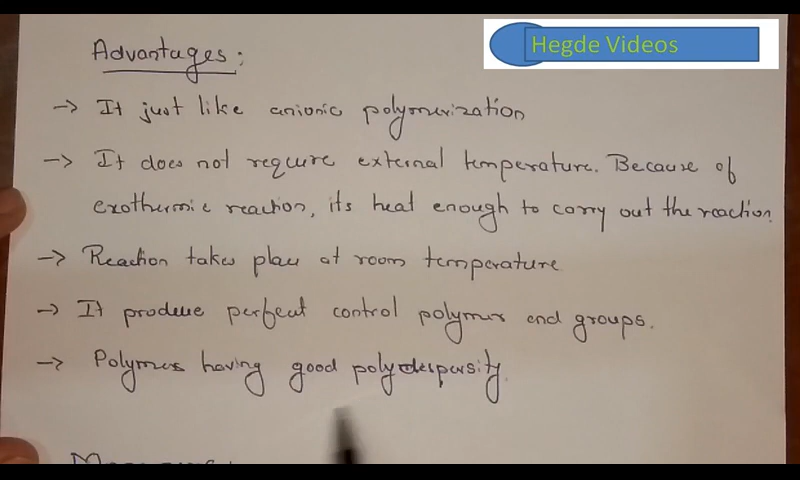 Hegde Videos
Advantages:
→ It just like anionic polymerization
→ It does not require external temperature. Because of
exothermic reaction, its heat enough to carry out the reaction.
→ Reaction takes place at room temperature
→ It produce perfect control polymer end groups.
→ Polymers having good polydespersity.